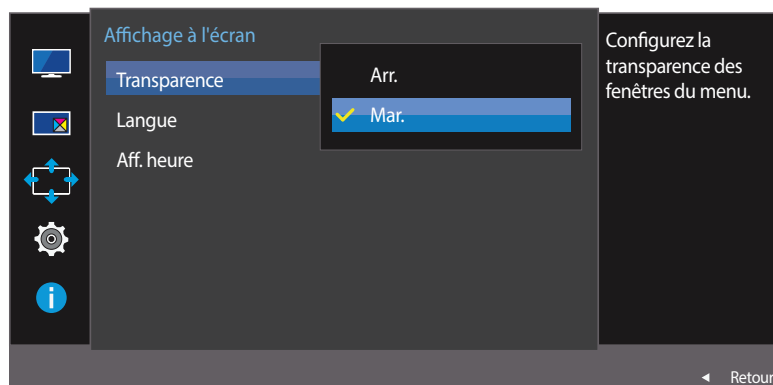 Affichage à l'écran
Transparence
Langue
Aff. heure
Arr.
Mar.
Configurez la
transparence des
fenêtres du menu.
Retour